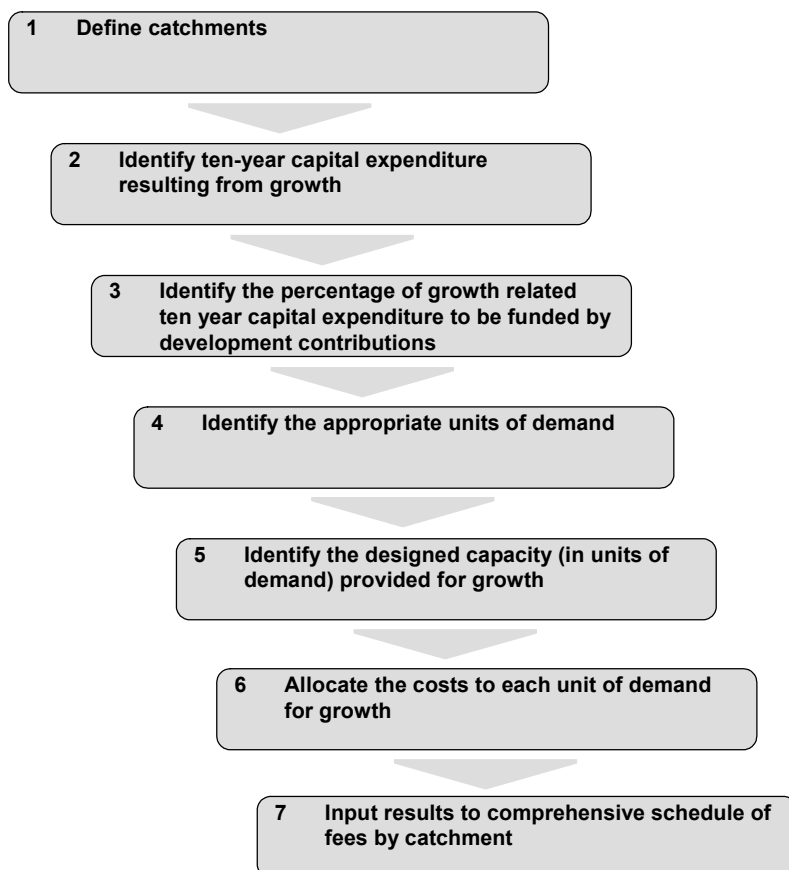 1 Define catchments
2 Identify ten-year capital expenditure
resulting from growth
3 Identify the percentage of growth related
ten year capital expenditure to be funded by
development contributions
4 Identify the appropriate units of demand
5 Identify the designed capacity (in units of
demand) provided for growth
6 Allocate the costs to each unit of demand
for growth
7 Input results to comprehensive schedule of
fees by catchment